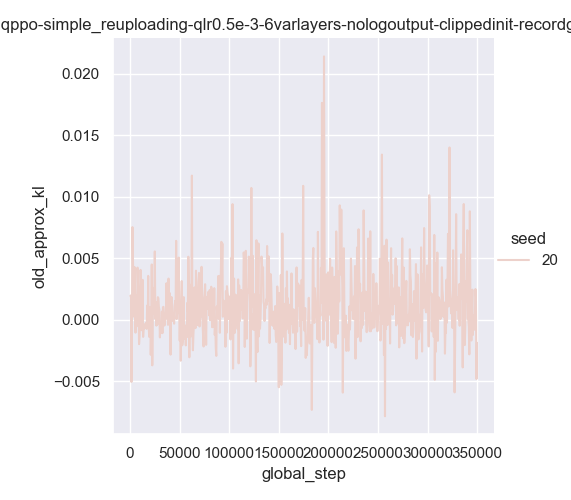 qppo-simple_reuploading-qlr0.5e-3-6varlayers-nologoutput-clippedinit-recordg
0.020
0.015
0.010
0.005
0.000
−0.005
old_approx_kl
seed
20
0 50000 100000 150000 200000 250000 300000 350000
global_step